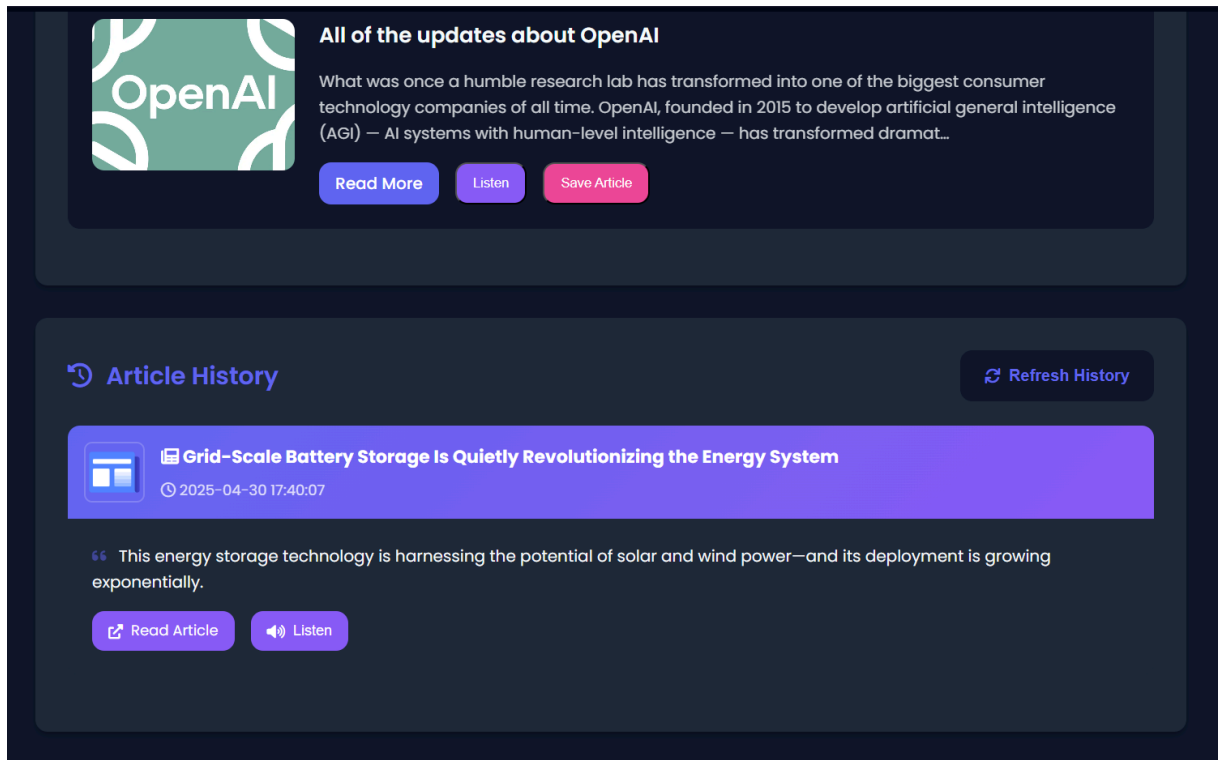 OpenAI
All of the updates about OpenAI
What was once a humble research lab has transformed into one of the biggest consumer
technology companies of all time. OpenAI, founded in 2015 to develop artificial general intelligence
(AGI) — AI systems with human-level intelligence — has transformed dramat...
Read More Listen Save Article
Article History
Refresh History
Grid-Scale Battery Storage Is Quietly Revolutionizing the Energy System
2025-04-30 17:40:07
“ This energy storage technology is harnessing the potential of solar and wind power—and its deployment is growing
exponentially.
Read Article Listen